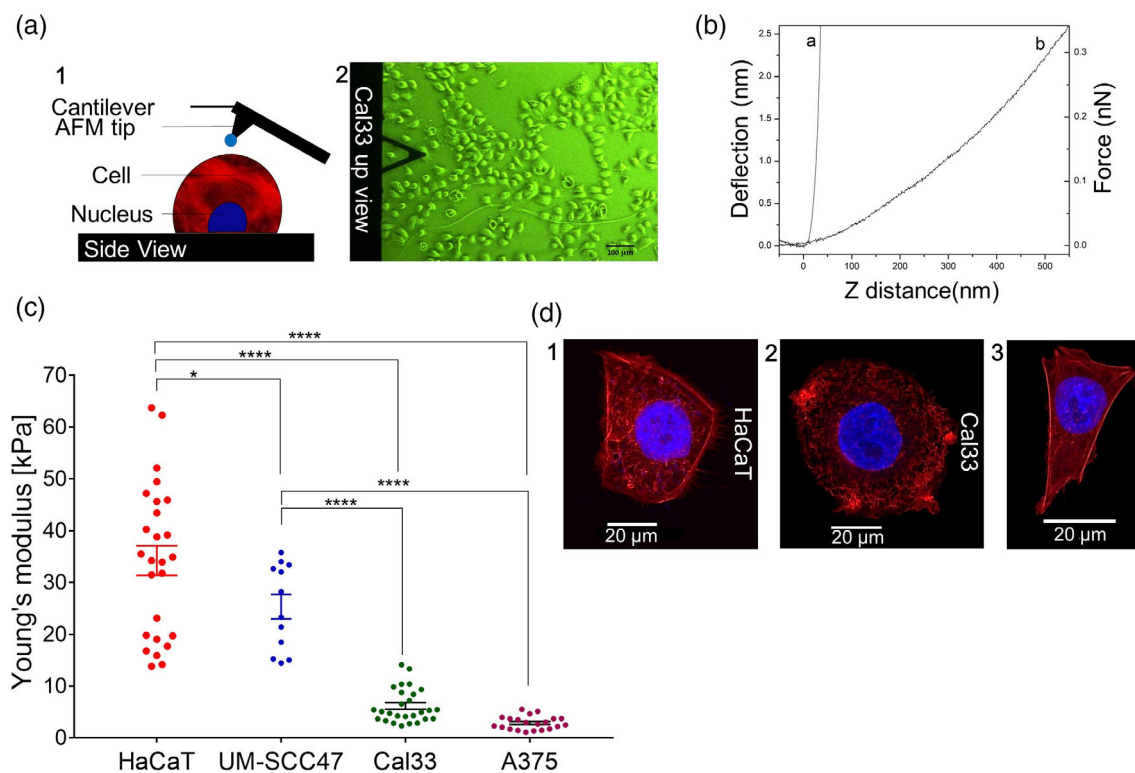 (a)
1
Cantilever
AFM tip
Cell
Nucleus
Side View
2
Cal33 up view
100 µm
(b)
a
b
2.5
2.0
1.5
1.0
0.5
0.0
Deflection (nm)
0.3
0.2
0.1
0.0
Force (nN)
0
100
200
300
400
500
Z distance(nm)
(c)
****
****
*
****
****
70
60
50
40
30
20
10
0
Young's modulus [kPa]
HaCaT
UM-SCC47
Cal33
A375
(d)
1
HaCaT
20 µm
2
Cal33
20 µm
3
20 µm